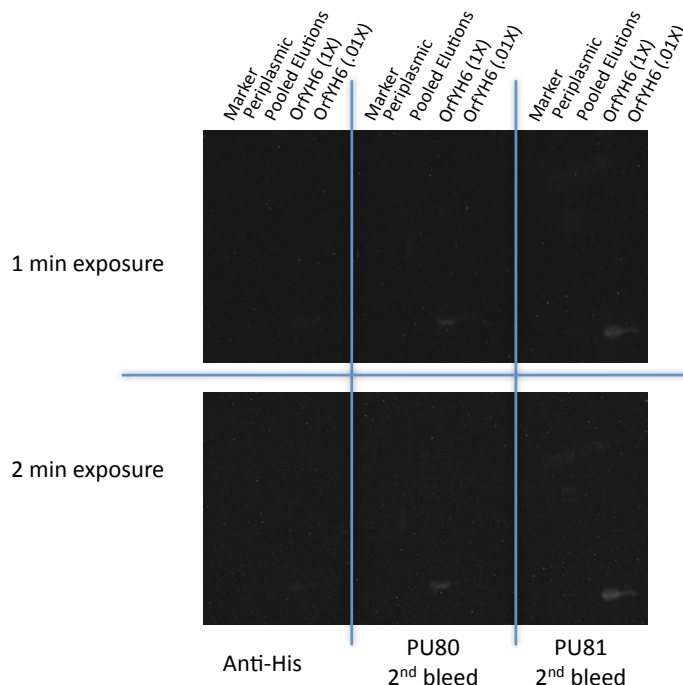 Marker
Periplasmic
Pooled Elutions
OrfYH6 (1X)
OrfYH6 (.01X)
Marker
Periplasmic
Pooled Elutions
OrfYH6 (1X)
OrfYH6 (.01X)
Marker
Periplasmic
Pooled Elutions
OrfYH6 (1X)
OrfYH6 (.01X)
1 min exposure
2 min exposure
Anti-His
PU80
2nd bleed
PU81
2nd bleed